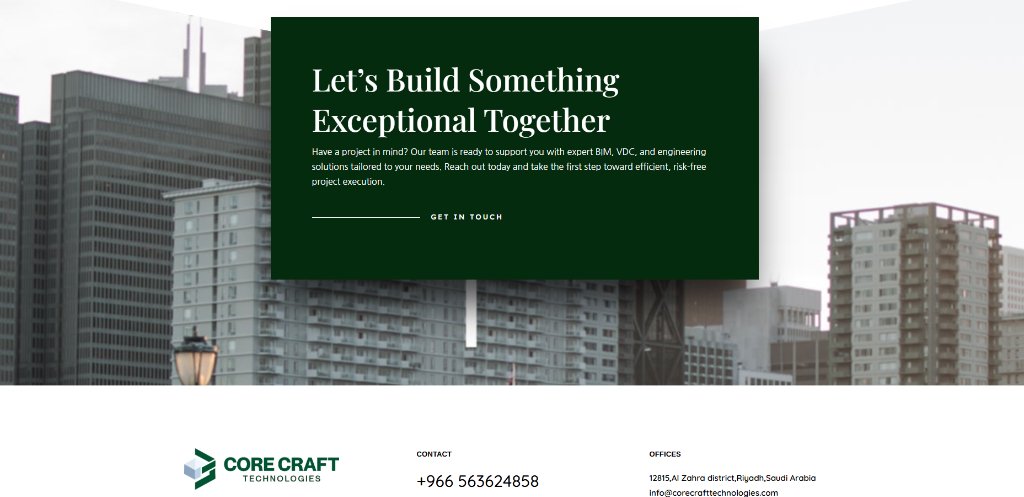 Let’s Build Something
Exceptional Together
Have a project in mind? Our team is ready to support you with expert BIM, VDC, and engineering
solutions tailored to your needs. Reach out today and take the first step toward efficient, risk-free
project execution.
GET IN TOUCH
CORE CRAFT
TECHNOLOGIES
CONTACT
+966 563624858
OFFICES
12815,Al Zahra district,Riyadh,Saudi Arabia
info@corecrafttechnologies.com